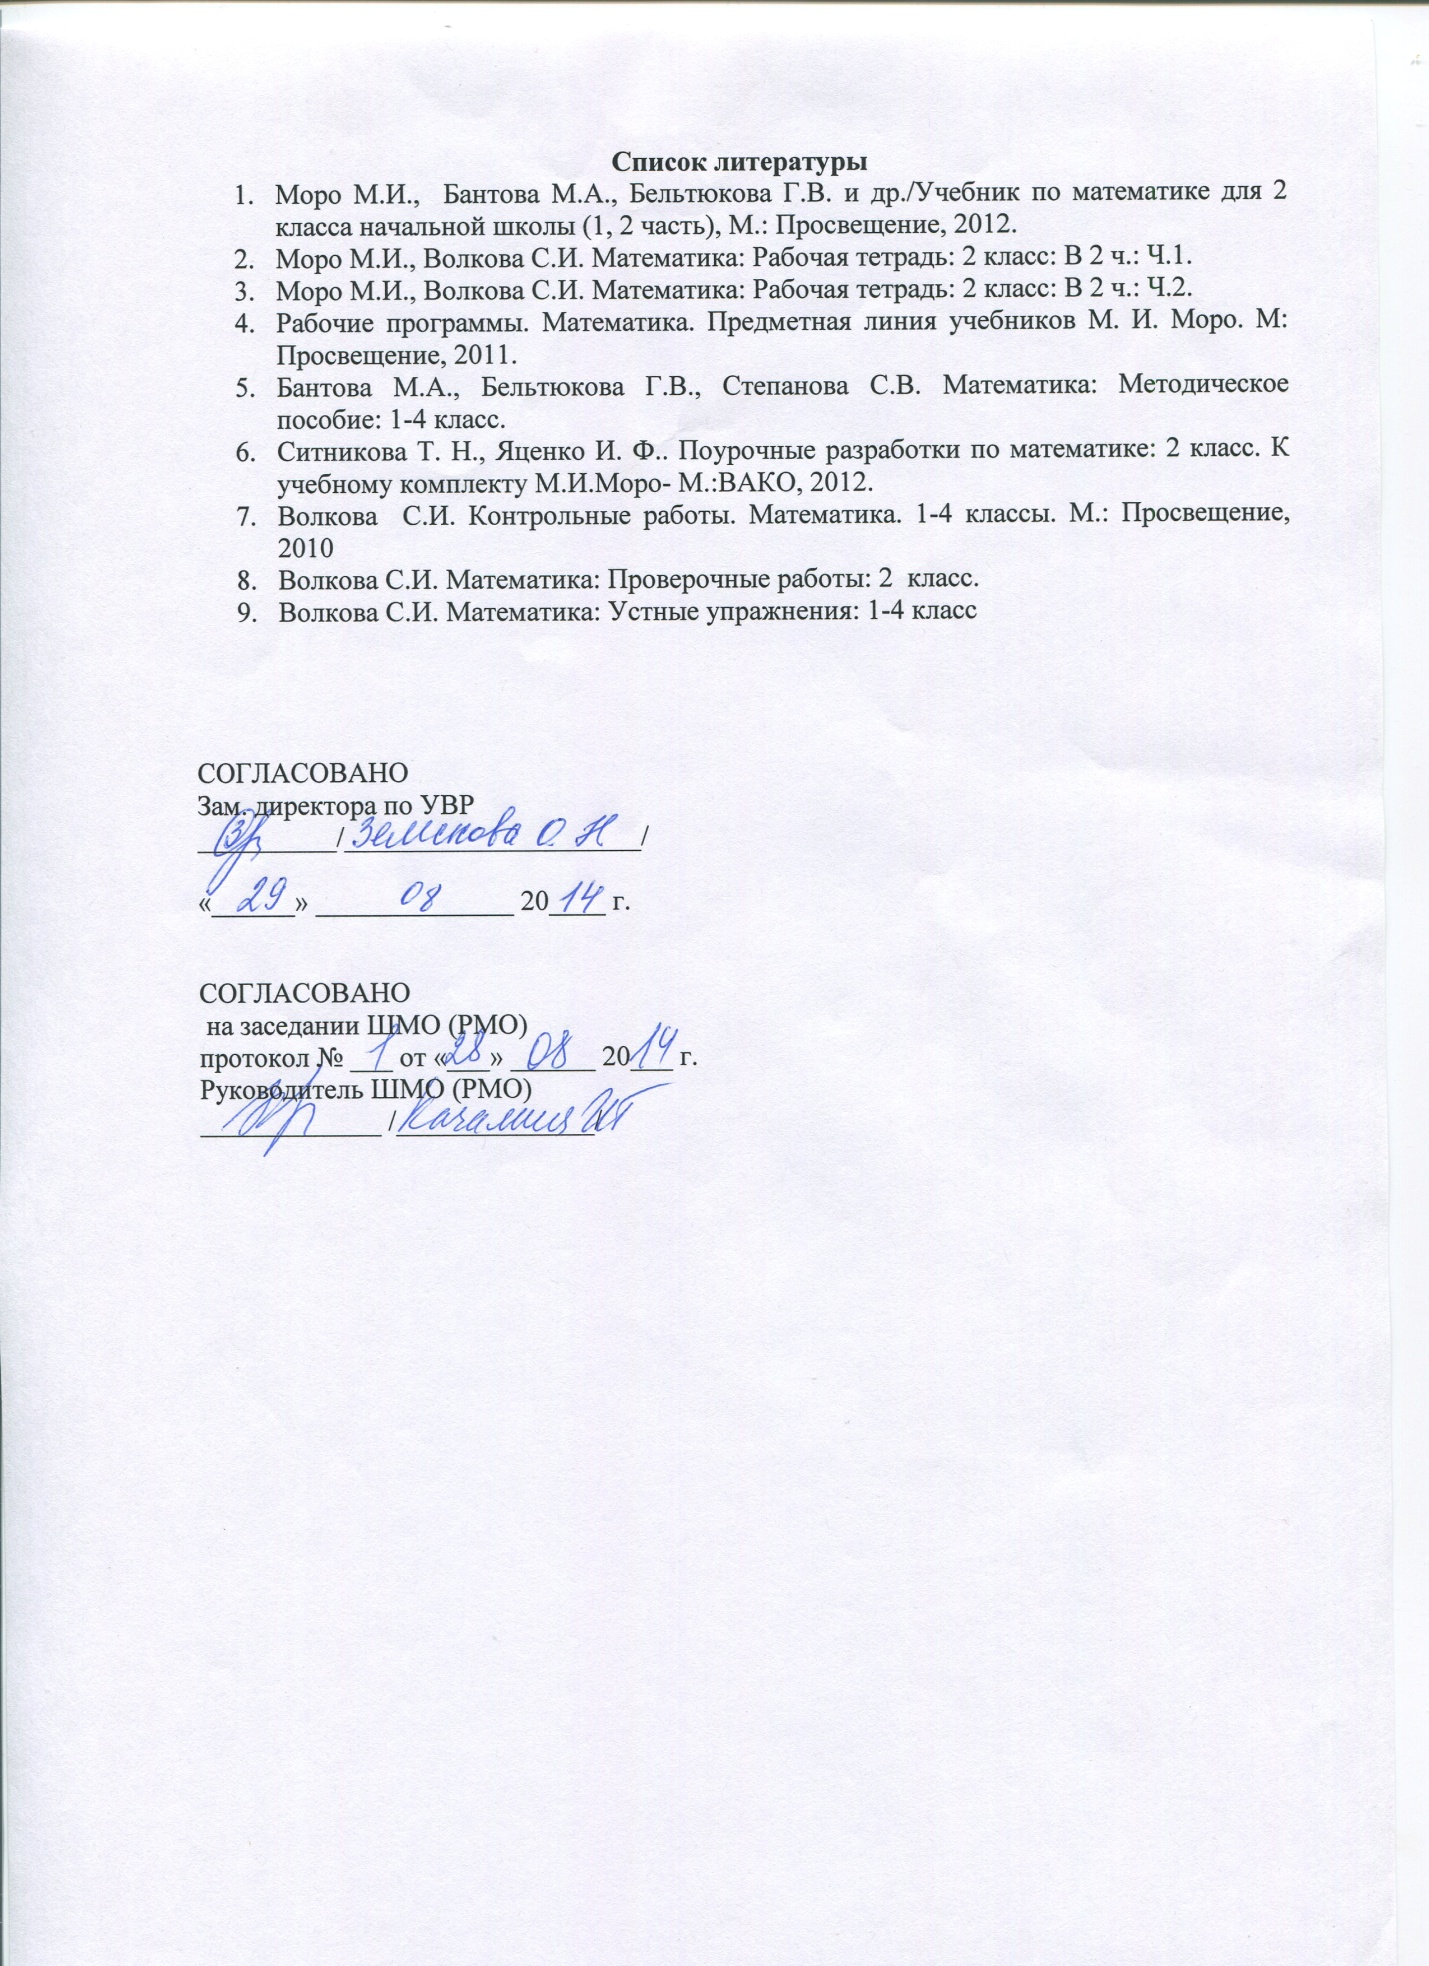 Список литературы
1. Моро М.И., Бантова М.А., Бельтюкова Г.В. и др./Учебник по математике для 2
класса начальной школы (1, 2 часть), М.: Просвещение, 2012.
2. Моро М.И., Волкова С.И. Математика: Рабочая тетрадь: 2 класс: В 2 ч.: Ч.1.
3. Моро М.И., Волкова С.И. Математика: Рабочая тетрадь: 2 класс: В 2 ч.: Ч.2.
4. Рабочие программы. Математика. Предметная линия учебников М. И. Моро. М:
Просвещение, 2011.
5. Бантова М.А., Бельтюкова Г.В., Степанова С.В. Математика: Методическое
пособие: 1-4 класс.
6. Ситникова Т. Н., Яценко И. Ф.. Поурочные разработки по математике: 2 класс. К
учебному комплекту М.И.Моро- М.:ВАКО, 2012.
7. Волкова С.И. Контрольные работы. Математика. 1-4 классы. М.: Просвещение,
2010
8. Волкова С.И. Математика: Проверочные работы: 2 класс.
9. Волкова С.И. Математика: Устные упражнения: 1-4 класс
СОГЛАСОВАНО
Зам. директора по УВР
/ Земскова О. Н /
«29» 08 2014 г.
СОГЛАСОВАНО
на заседании ШМО (РМО)
протокол № 1 от «28» 08 2014 г.
Руководитель ШМО (РМО)